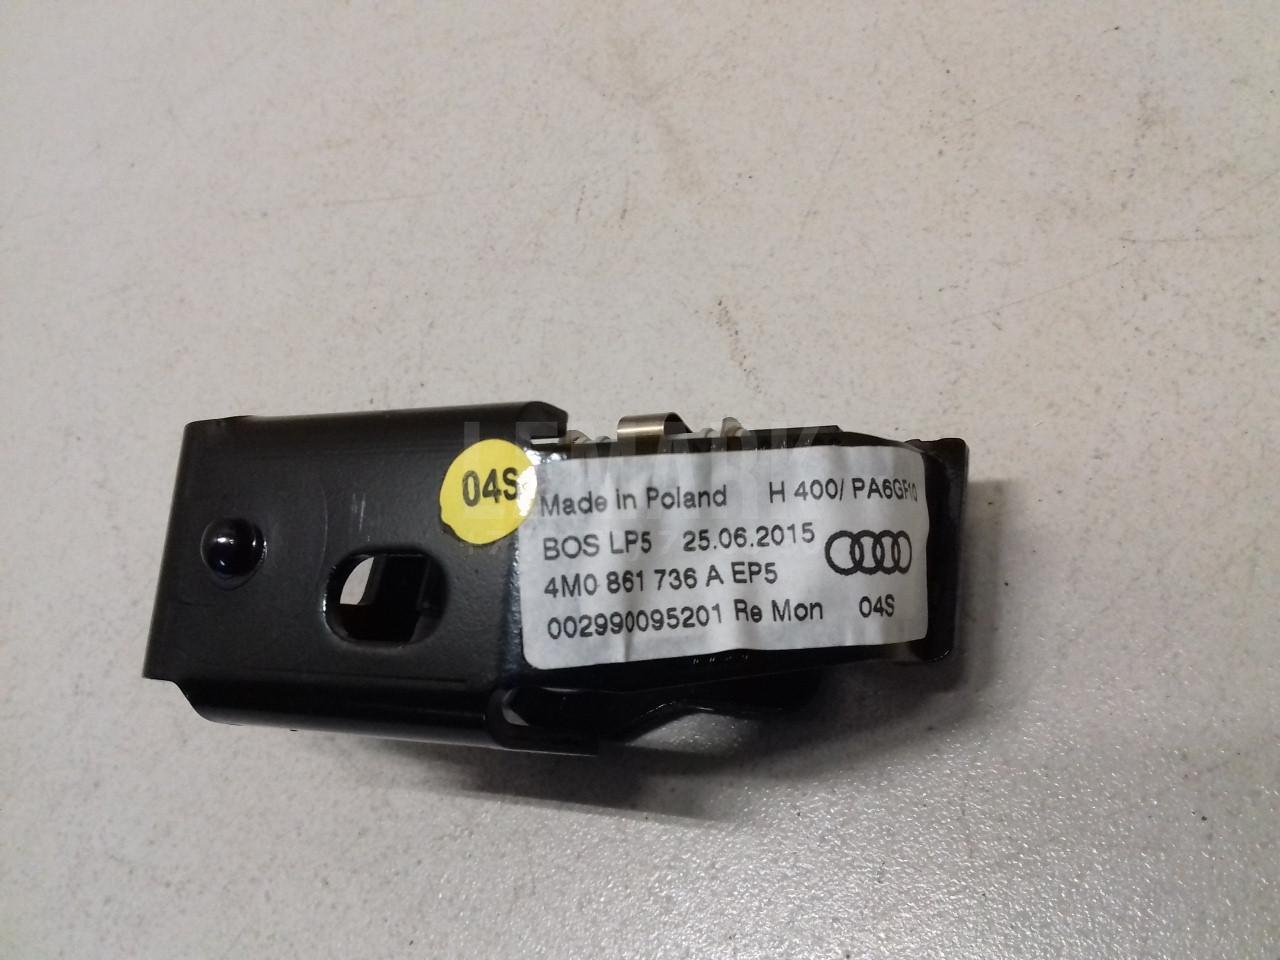 04S
Made in Poland H 400/ PA6GF10
BOS LP5 25.06.2015
4M0 861 736 A EP5
002990095201 Re Mon 04S
LEMARK